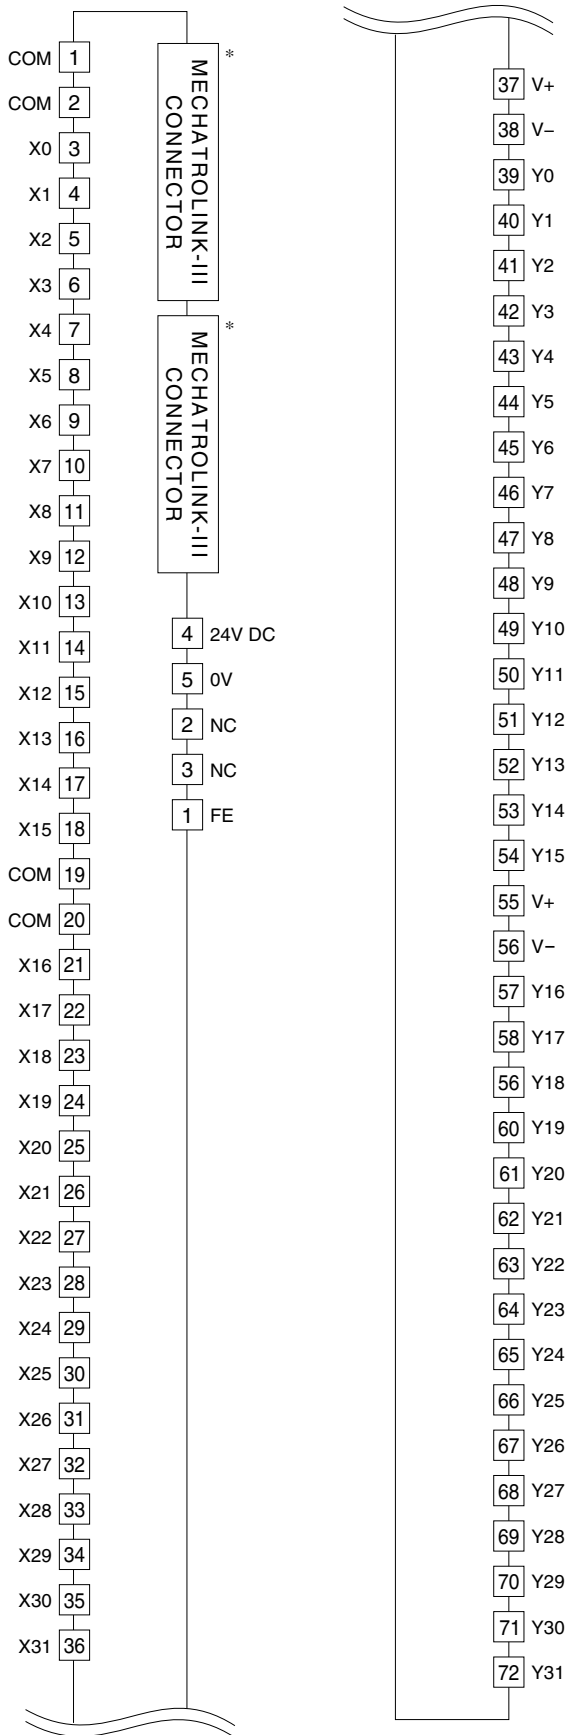 COM 1
COM 2
X0 3
X1 4
X2 5
X3 6
X4 7
X5 8
X6 9
X7 10
X8 11
X9 12
X10 13
X11 14
X12 15
X13 16
X14 17
X15 18
COM 19
COM 20
X16 21
X17 22
X18 23
X19 24
X20 25
X21 26
X22 27
X23 28
X24 29
X25 30
X26 31
X27 32
X28 33
X29 34
X30 35
X31 36
MECHATROLINK-III
CONNECTOR
*
MECHATROLINK-III
CONNECTOR
*
4 24V DC
5 0V
2 NC
3 NC
1 FE
37 V+
38 V−
39 Y0
40 Y1
41 Y2
42 Y3
43 Y4
44 Y5
45 Y6
46 Y7
47 Y8
48 Y9
49 Y10
50 Y11
51 Y12
52 Y13
53 Y14
54 Y15
55 V+
56 V−
57 Y16
58 Y17
56 Y18
60 Y19
61 Y20
62 Y21
63 Y22
64 Y23
65 Y24
66 Y25
67 Y26
68 Y27
69 Y28
70 Y29
71 Y30
72 Y31